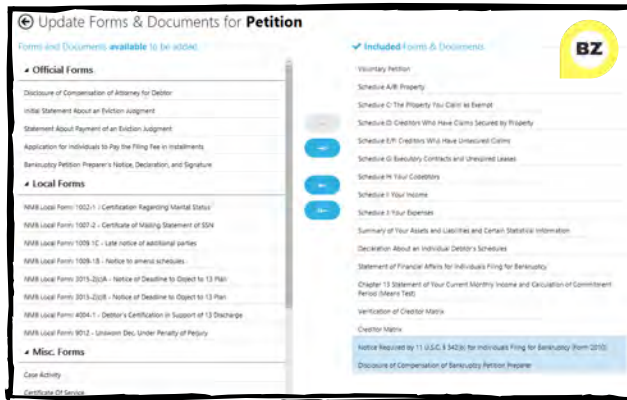 Update Forms & Documents for Petition
Forms and Documents available to be added
Official Forms
Disclosure of Compensation of Attorney for Debtor
Initial Statement About an Eviction Judgment
Statement About Payment of an Eviction Judgment
Application for Individuals to Pay the Filing Fee in Installments
Bankruptcy Petition Preparer's Notice, Declaration, and Signature
Local Forms
NMB Local Form 1002-1 - Certification Regarding Marital Status
NMB Local Form 1007-2 - Certificate of Mailing Statement of SSN
NMB Local Form 1009-1C - Late notice of additional parties
NMB Local Form 1009-1B - Notice to amend schedules
NMB Local Form 3015-2(j)A - Notice of Deadline to Object to 13 Plan
NMB Local Form 3015-2(j)B - Notice of Deadline to Object to 13 Plan
NMB Local Form 4004-1 - Debtor's Certification in Support of 13 Discharge
NMB Local Form 9012 - Unsworn Dec. Under Penalty of Perjury
Misc. Forms
Case Activity
Certificate Of Service
Included Forms & Documents
BZ
Voluntary Petition
Schedule A/B: Property
Schedule C: The Property You Claim as Exempt
Schedule D: Creditors Who Have Claims Secured by Property
Schedule E/F: Creditors Who Have Unsecured Claims
Schedule G: Executory Contracts and Unexpired Leases
Schedule H: Your Codebtors
Schedule I: Your Income
Schedule J: Your Expenses
Summary of Your Assets and Liabilities and Certain Statistical Information
Declaration About an Individual Debtor's Schedules
Statement of Financial Affairs for Individuals Filing for Bankruptcy
Chapter 13 Statement of Your Current Monthly Income and Calculation of Commitment
Period (Means Test)
Verification of Creditor Matrix
Creditor Matrix
Notice Required by 11 U.S.C. § 342(b) for Individuals Filing for Bankruptcy (Form 2010)
Disclosure of Compensation of Bankruptcy Petition Preparer